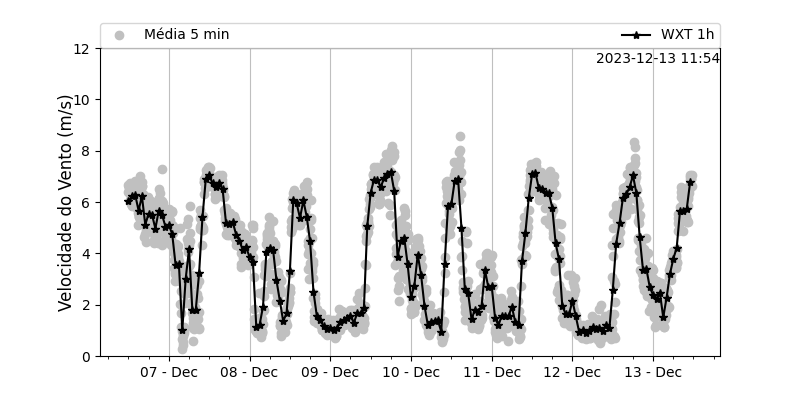 Média 5 min
WXT 1h
2023-12-13 11:54
Velocidade do Vento (m/s)
12
10
8
6
4
2
0
07 - Dec
08 - Dec
09 - Dec
10 - Dec
11 - Dec
12 - Dec
13 - Dec